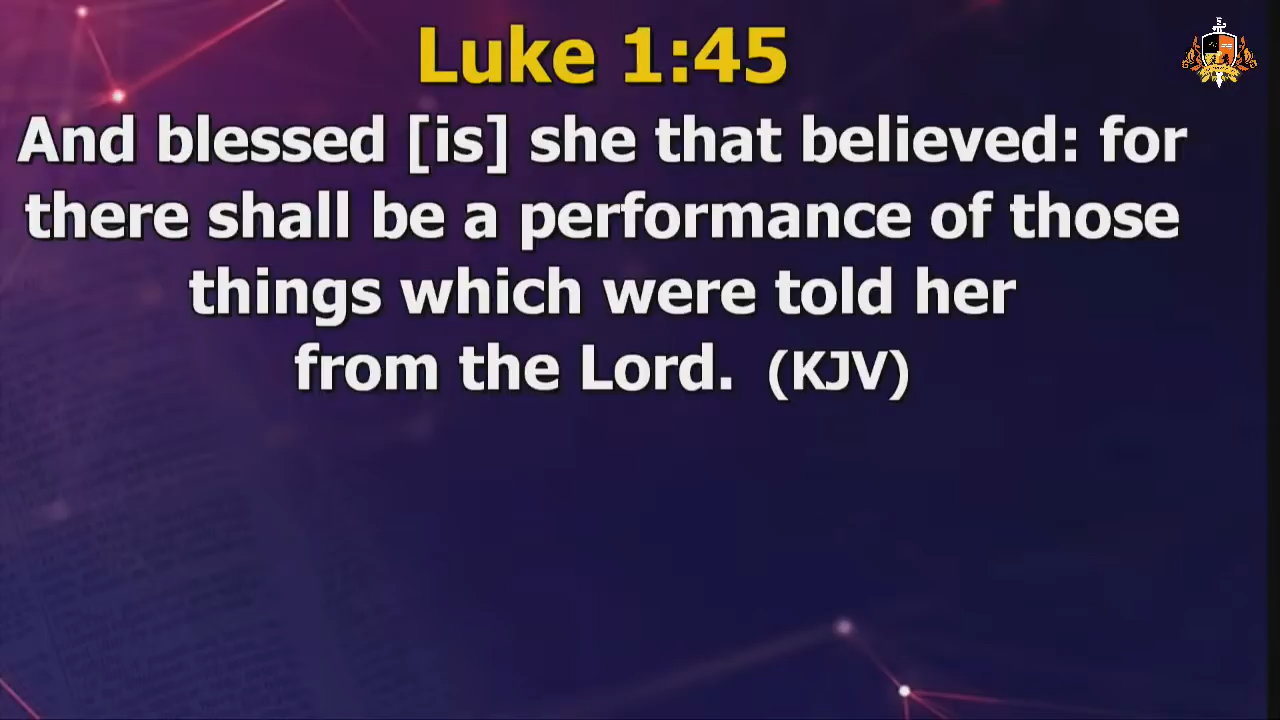 Luke 1:45
And blessed [is] she that believed: for
there shall be a performance of those
things which were told her
from the Lord. (KJV)